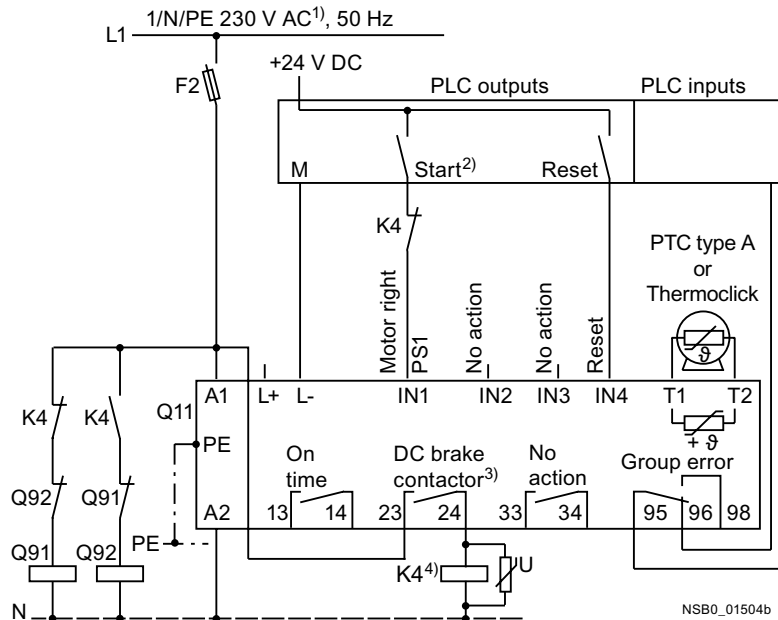 1/N/PE 230 V AC1), 50 Hz
L1
+24 V DC
F2
PLC outputs
PLC inputs
M
Start2)
Reset
K4
PTC type A
or
Thermoclick
Motor right
PS1
No action
No action
Reset
ϑ
A1
L+
L-
IN1
IN2
IN3
IN4
T1
T2
K4
K4
Q11
PE
+ ϑ
On
time
DC brake
contactor3)
No
action
Group error
Q92
Q91
A2
13
14
23
24
33
34
95
96
98
PE
Q91
Q92
K44)
U
N
NSB0_01504b